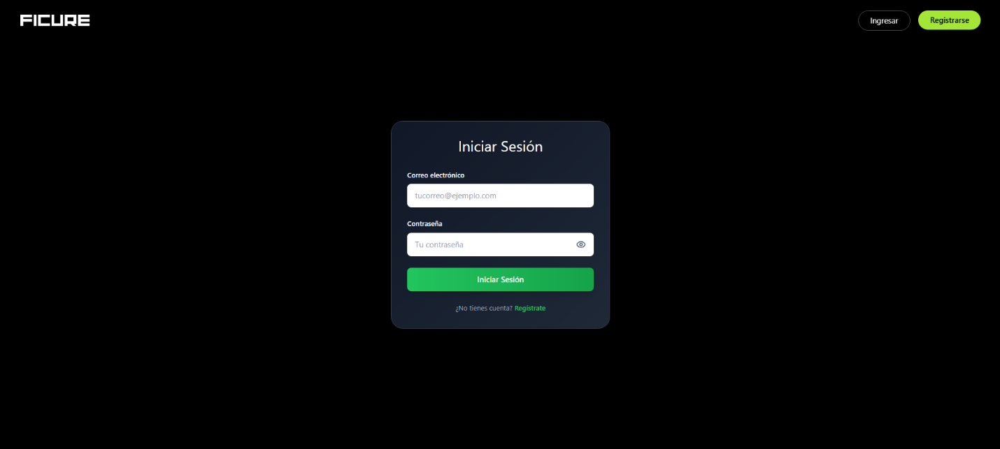 FICURE
Ingresar
Registrarse
Iniciar Sesión
Correo electrónico
tucorreo@ejemplo.com
Contraseña
Tu contraseña
Iniciar Sesión
¿No tienes cuenta? Regístrate